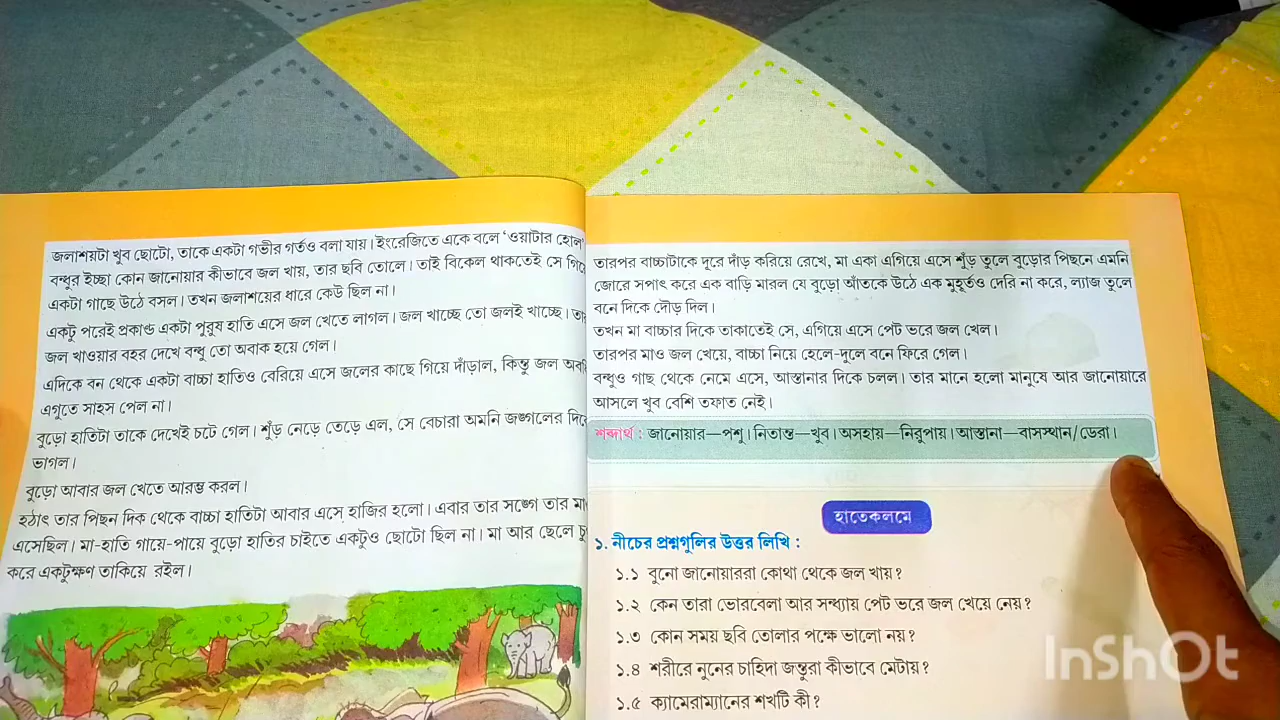 জলাশয়টা খুব ছোটো, তাকে একটা গভীর গর্তও বলা যায়। ইংরেজিতে একে বলে ‘ওয়াটার হোল’
বন্ধুর ইচ্ছা কোন জানোয়ার কীভাবে জল খায়, তার ছবি তোলে। তাই বিকেল থাকতেই সে গিয়ে
একটা গাছে উঠে বসল। তখন জলাশয়ের ধারে কেউ ছিল না।
একটু পরেই প্রকাণ্ড একটা পুরুষ হাতি এসে জল খেতে লাগল। জল খাচ্ছে তো জলই খাচ্ছে।
জল খাওয়ার বহর দেখে বন্ধু তো অবাক হয়ে গেল।
এদিকে বন থেকে একটা বাচ্চা হাতিও বেরিয়ে এসে জলের কাছে গিয়ে দাঁড়াল, কিন্তু জল
এগুতে সাহস পেল না।
বুড়ো হাতিটা তাকে দেখেই চটে গেল। শুঁড় নেড়ে তেড়ে এল, সে বেচারা অমনি জঙ্গলের দিকে
ভাগল।
বুড়ো আবার জল খেতে আরম্ভ করল।
হঠাৎ তার পিছন দিক থেকে বাচ্চা হাতিটা আবার এসে হাজির হলো। এবার তার সঙ্গে তার মা
এসেছিল। মা-হাতি গায়ে-পায়ে বুড়ো হাতির চাইতে একটুও ছোটো ছিল না। মা আর ছেলে
করে একটুক্ষণ তাকিয়ে রইল।
তারপর বাচ্চাটাকে দূরে দাঁড় করিয়ে রেখে, মা একা এগিয়ে এসে শুঁড় তুলে বুড়োর পিছনে এমনি
জোরে সপাৎ করে এক বাড়ি মারল যে বুড়ো আঁতকে উঠে এক মুহূর্তও দেরি না করে, ল্যাজ তুলে
বনে দিকে দৌড় দিল।
তখন মা বাচ্চার দিকে তাকাতেই সে, এগিয়ে এসে পেট ভরে জল খেল।
তারপর মাও জল খেয়ে, বাচ্চা নিয়ে হেলে-দুলে বনে ফিরে গেল।
বন্ধুও গাছ থেকে নেমে এসে, আস্তানার দিকে চলল। তার মানে হলো মানুষে আর জানোয়ারে
আসলে খুব বেশি তফাত নেই।
শব্দার্থ : জানোয়ার—পশু। নিতান্ত—খুব। অসহায়—নিরুপায়। আস্তানা—বাসস্থান/ডেরা।
হাতেকলমে
১. নীচের প্রশ্নগুলির উত্তর লিখি :
১.১ বুনো জানোয়াররা কোথা থেকে জল খায়?
১.২ কেন তারা ভোরবেলা আর সন্ধ্যায় পেট ভরে জল খেয়ে নেয়?
১.৩ কোন সময় ছবি তোলার পক্ষে ভালো নয়?
১.৪ শরীরে নুনের চাহিদা জন্তুরা কীভাবে মেটায়?
১.৫ ক্যামেরাম্যানের শখটি কী?
InShOt